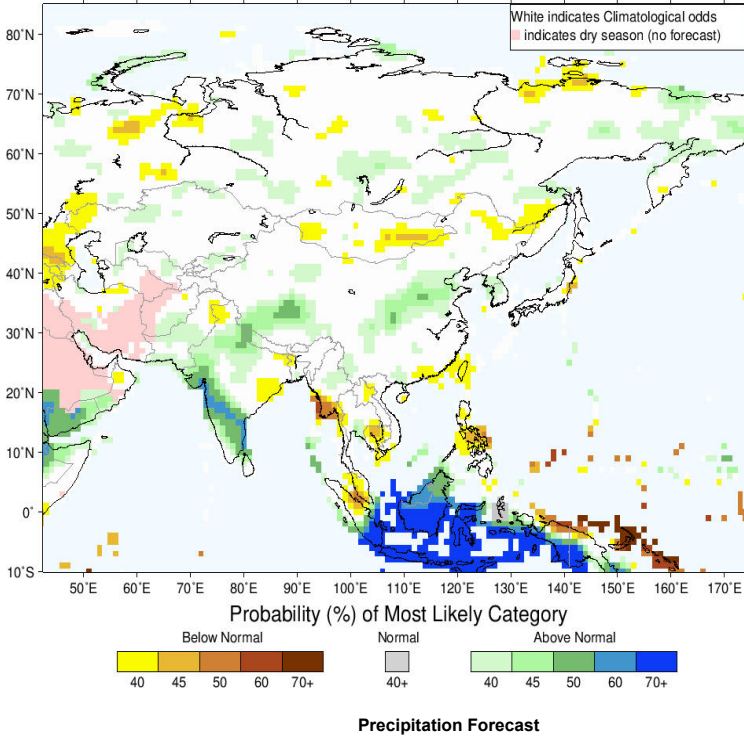 White indicates Climatological odds
indicates dry season (no forecast)
80°N
70°N
60°N
50°N
40°N
30°N
20°N
10°N
0°
10°S
50°E 60°E 70°E 80°E 90°E 100°E 110°E 120°E 130°E 140°E 150°E 160°E 170°E
Probability (%) of Most Likely Category
Below Normal Normal Above Normal
40 45 50 60 70+ 40+ 40 45 50 60 70+
Precipitation Forecast